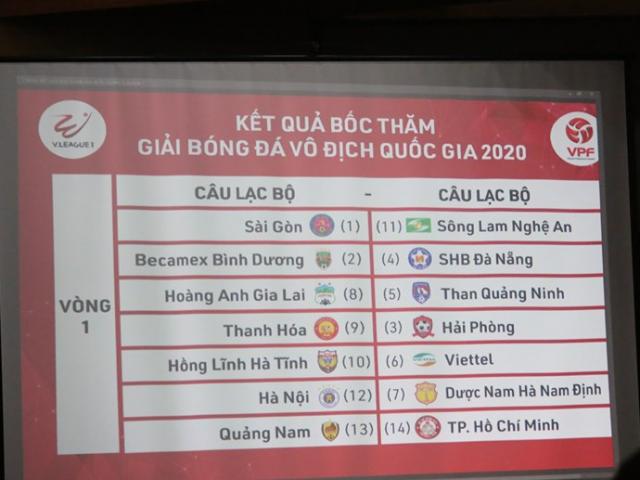 KẾT QUẢ BỐC THĂM
GIẢI BÓNG ĐÁ VÔ ĐỊCH QUỐC GIA 2020
V.LEAGUE 1
VPF
CÂU LẠC BỘ - CÂU LẠC BỘ
VÒNG
1
Sài Gòn (1) (11) Sông Lam Nghệ An
Becamex Bình Dương (2) (4) SHB Đà Nẵng
Hoàng Anh Gia Lai (8) (5) Than Quảng Ninh
Thanh Hóa (9) (3) Hải Phòng
Hồng Lĩnh Hà Tĩnh (10) (6) Viettel
Hà Nội (12) (7) Dược Nam Hà Nam Định
Quảng Nam (13) (14) TP. Hồ Chí Minh